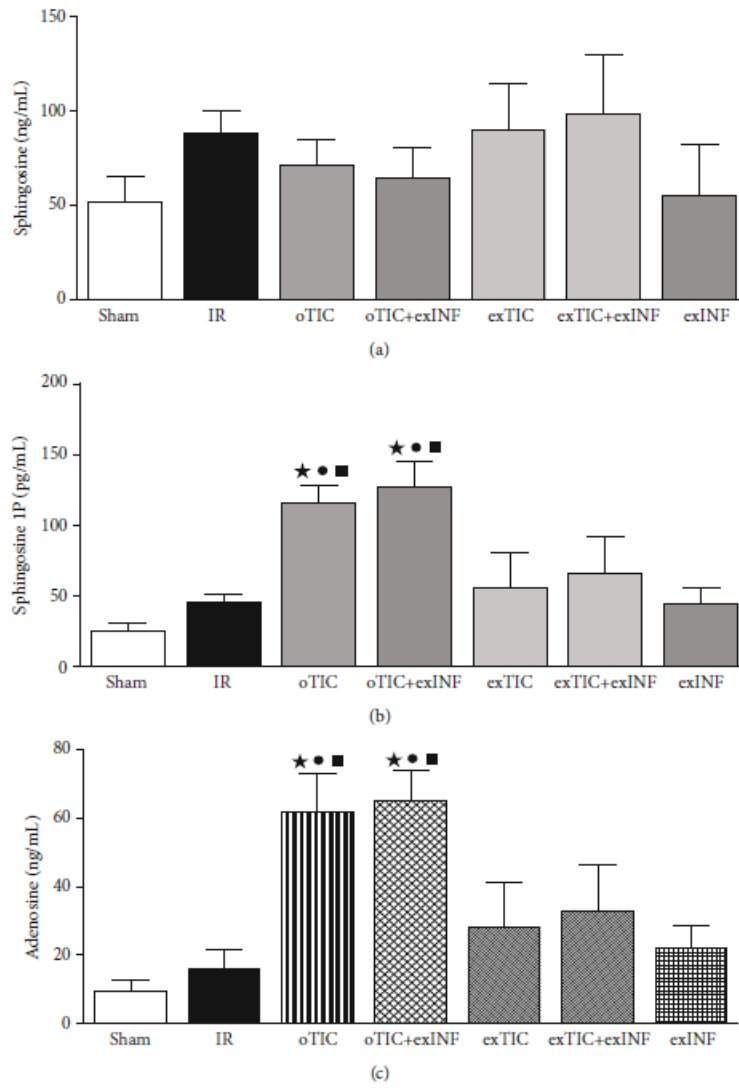 150
100
50
0
Sphingosine (ng/mL)
Sham IR oTIC oTIC+exINF exTIC exTIC+exINF exINF
(a)
200
150
100
50
0
Sphingosine 1P (pg/mL)
★ ● ■ ★ ● ■
Sham IR oTIC oTIC+exINF exTIC exTIC+exINF exINF
(b)
80
60
40
20
0
Adenosine (ng/mL)
★ ● ■ ★ ● ■
Sham IR oTIC oTIC+exINF exTIC exTIC+exINF exINF
(c)